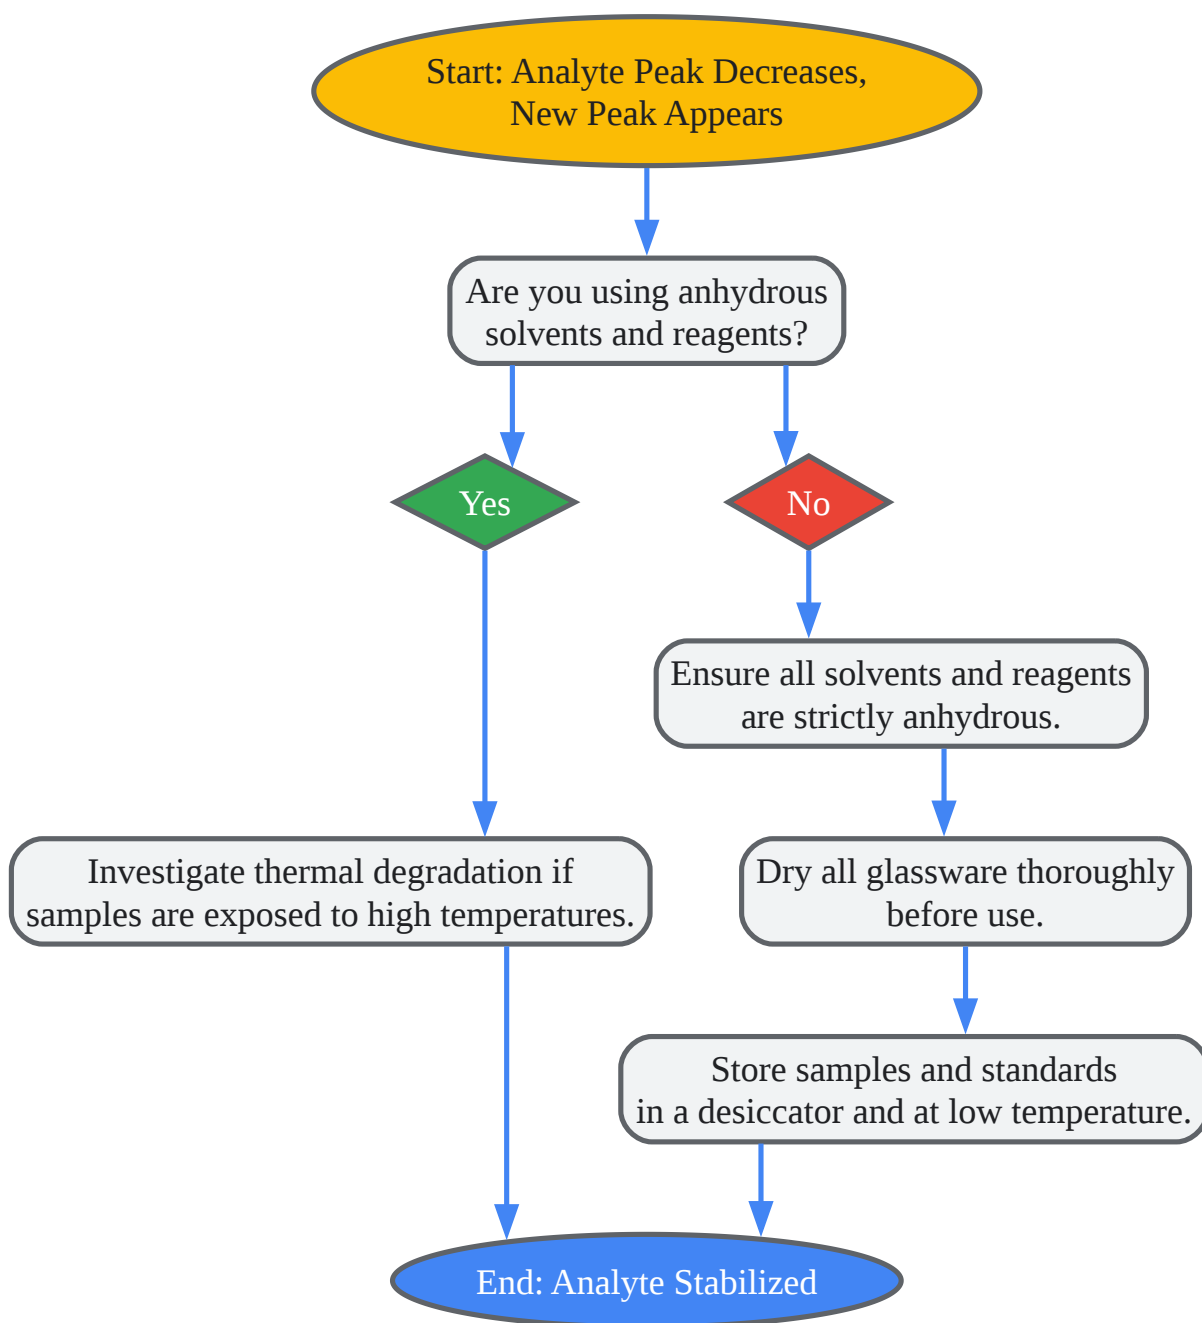 Start: Analyte Peak Decreases,
New Peak Appears
Are you using anhydrous
solvents and reagents?
Yes
No
Ensure all solvents and reagents
are strictly anhydrous.
Investigate thermal degradation if
samples are exposed to high temperatures.
Dry all glassware thoroughly
before use.
Store samples and standards
in a desiccator and at low temperature.
End: Analyte Stabilized